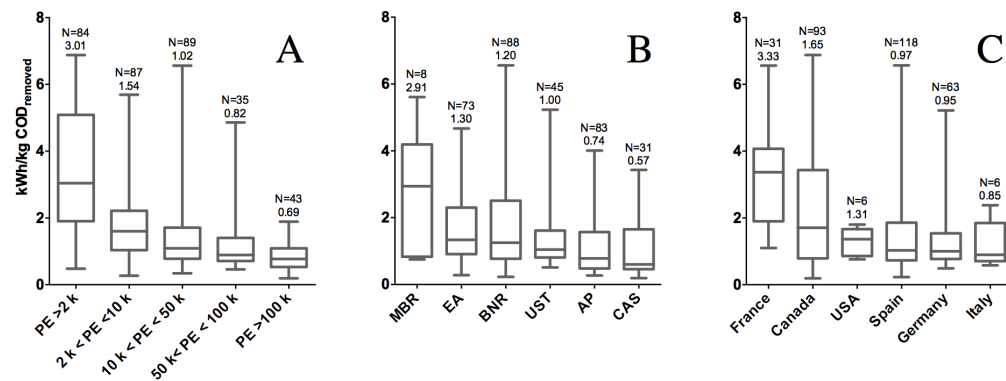 kWh/kg CODremoved
8
6
4
2
0
A
N=84
3.01
N=87
1.54
N=89
1.02
N=35
0.82
N=43
0.69
PE >2 k
2 k < PE <10 k
10 k < PE < 50 k
50 k< PE < 100 k
PE >100 k
8
6
4
2
0
B
N=8
2.91
N=73
1.30
N=88
1.20
N=45
1.00
N=83
0.74
N=31
0.57
MBR
EA
BNR
UST
AP
CAS
8
6
4
2
0
C
N=31
3.33
N=93
1.65
N=6
1.31
N=118
0.97
N=63
0.95
N=6
0.85
France
Canada
USA
Spain
Germany
Italy